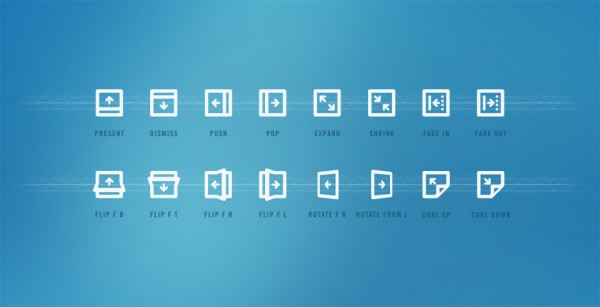 PRESENT
DISMISS
PUSH
POP
EXPAND
SHRINK
FADE IN
FADE OUT
FLIP F B
FLIP F T
FLIP F R
FLIP F L
ROTATE F R
ROTATE FROM L
CURL UP
CURL DOWN